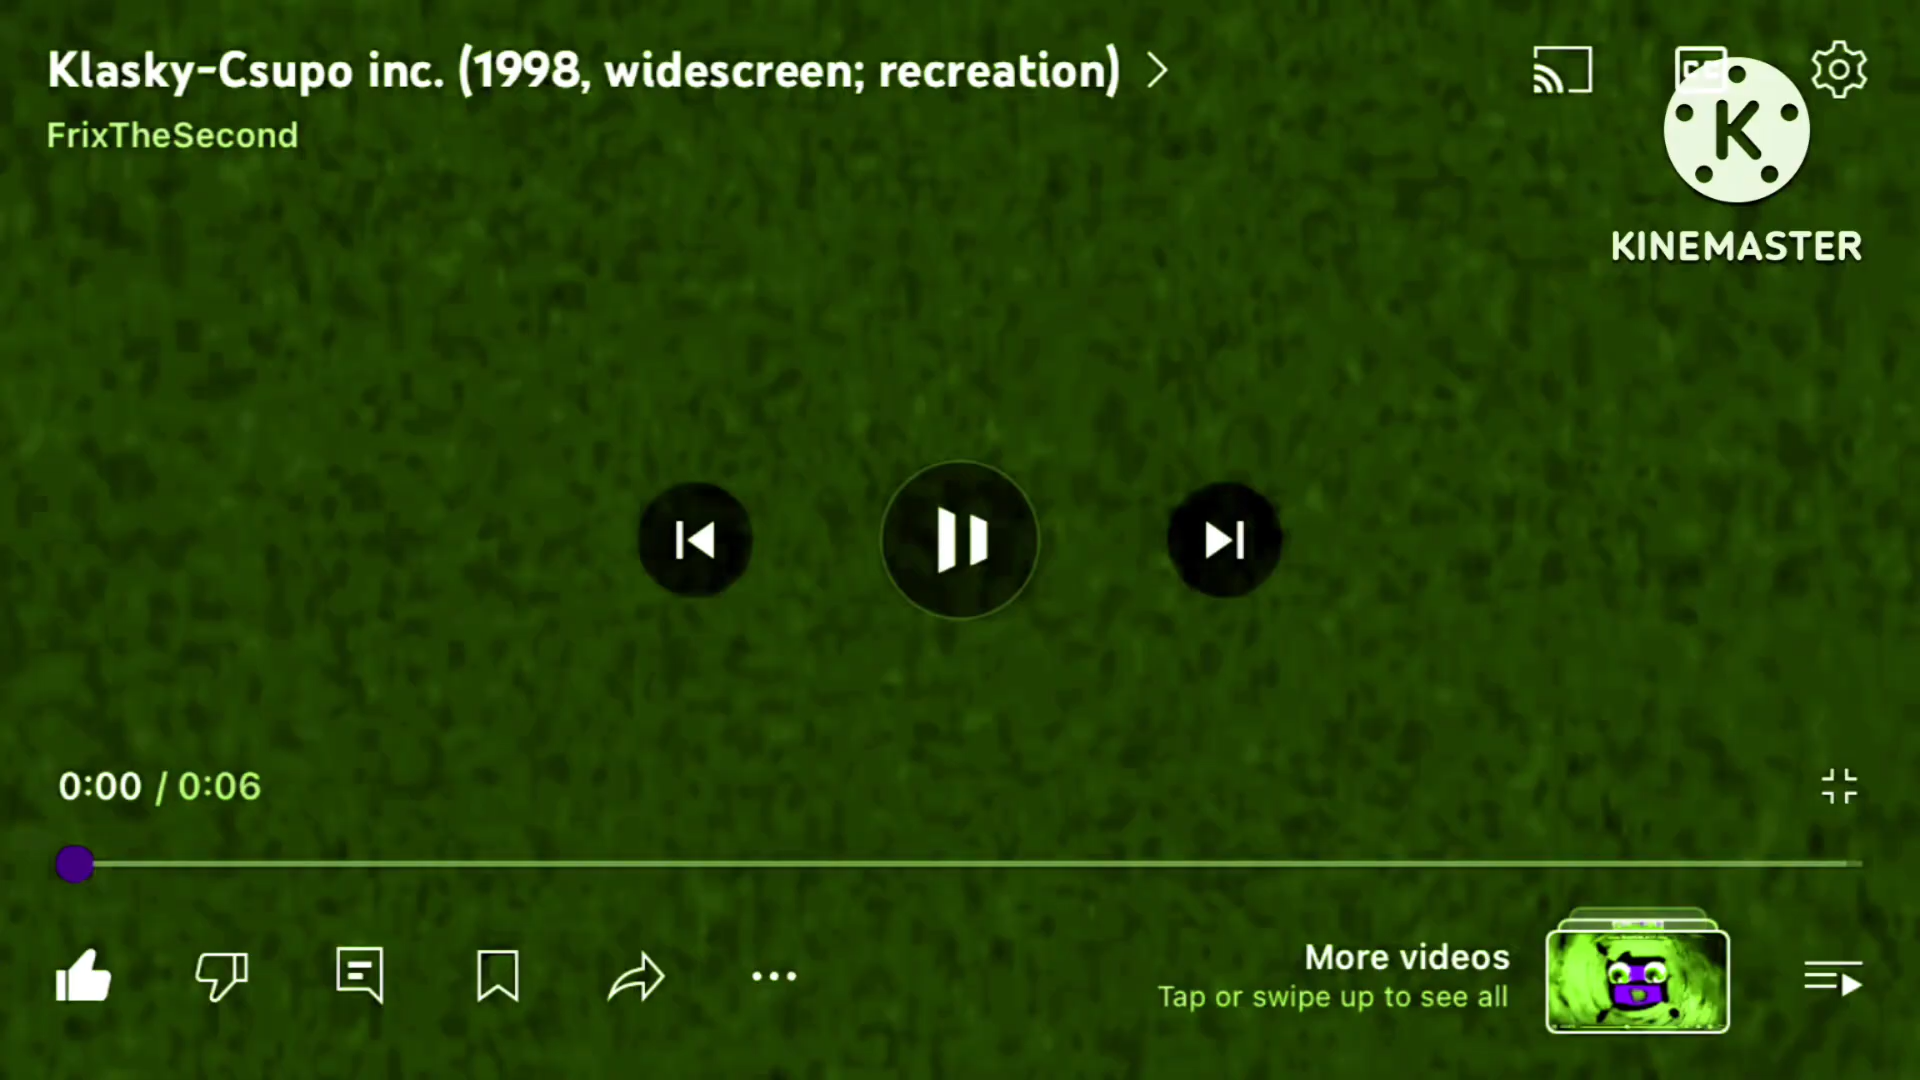 Klasky-Csupo inc. (1998, widescreen; recreation)
FrixTheSecond
CC
K
KINEMASTER
0:00 / 0:06
More videos
Tap or swipe up to see all